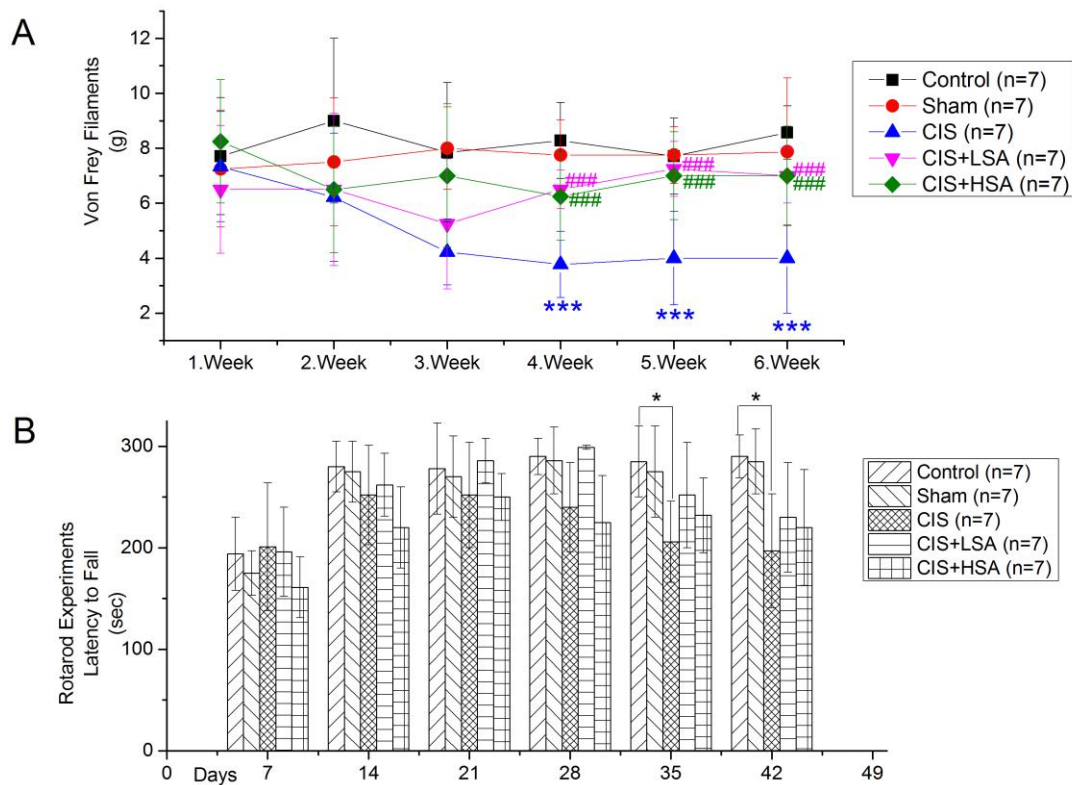 A
Von Frey Filaments
(g)
12
10
8
6
4
2
###
###
###
###
###
###
***
***
***
1.Week
2.Week
3.Week
4.Week
5.Week
6.Week
Control (n=7)
Sham (n=7)
CIS (n=7)
CIS+LSA (n=7)
CIS+HSA (n=7)
B
Rotarod Experiments
Latency to Fall
(sec)
300
200
100
0
*
*
0
Days
7
14
21
28
35
42
49
Control (n=7)
Sham (n=7)
CIS (n=7)
CIS+LSA (n=7)
CIS+HSA (n=7)